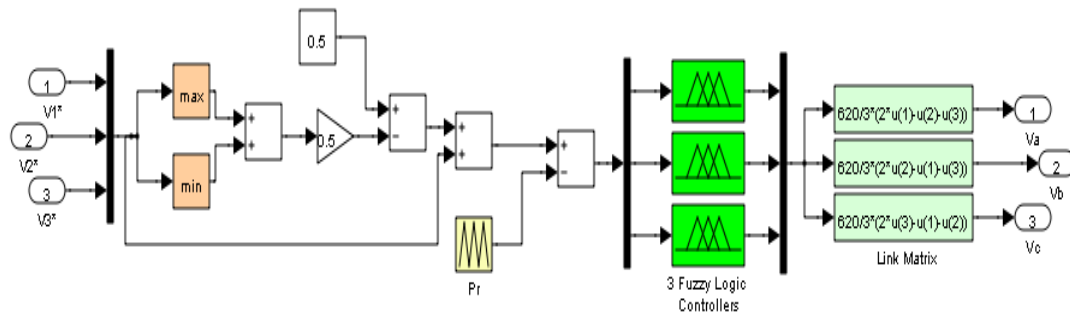 1
V1*
2
V2*
3
V3*
max
min
+
+
0.5
0.5
+
−
+
+
Pr
+
−
3 Fuzzy Logic
Controllers
620/3*(2*u(1)-u(2)-u(3))
620/3*(2*u(2)-u(1)-u(3))
620/3*(2*u(3)-u(1)-u(2))
Link Matrix
1
Va
2
Vb
3
Vc